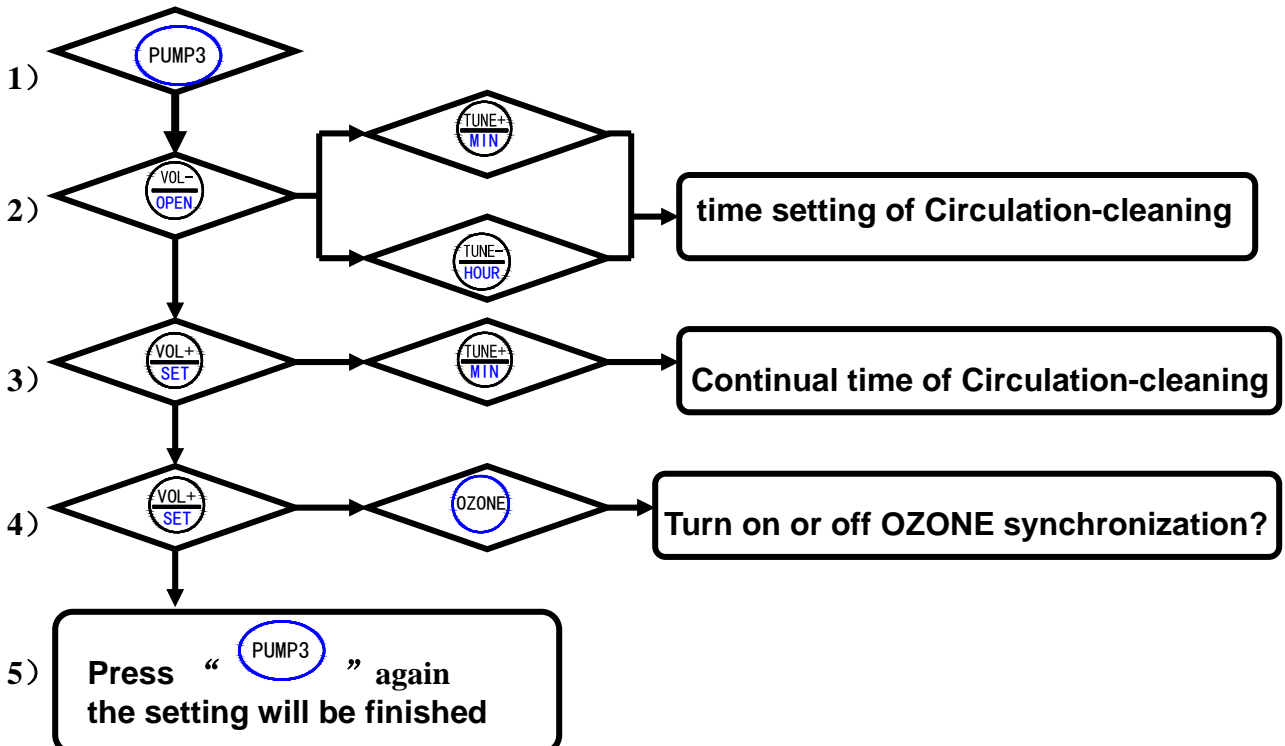 1） PUMP3
TUNE+
MIN
2） VOL-
OPEN
time setting of Circulation-cleaning
TUNE-
HOUR
3） VOL+
SET
TUNE+
MIN
Continual time of Circulation-cleaning
4） VOL+
SET
OZONE
Turn on or off OZONE synchronization?
5） Press “ PUMP3 ” again
the setting will be finished